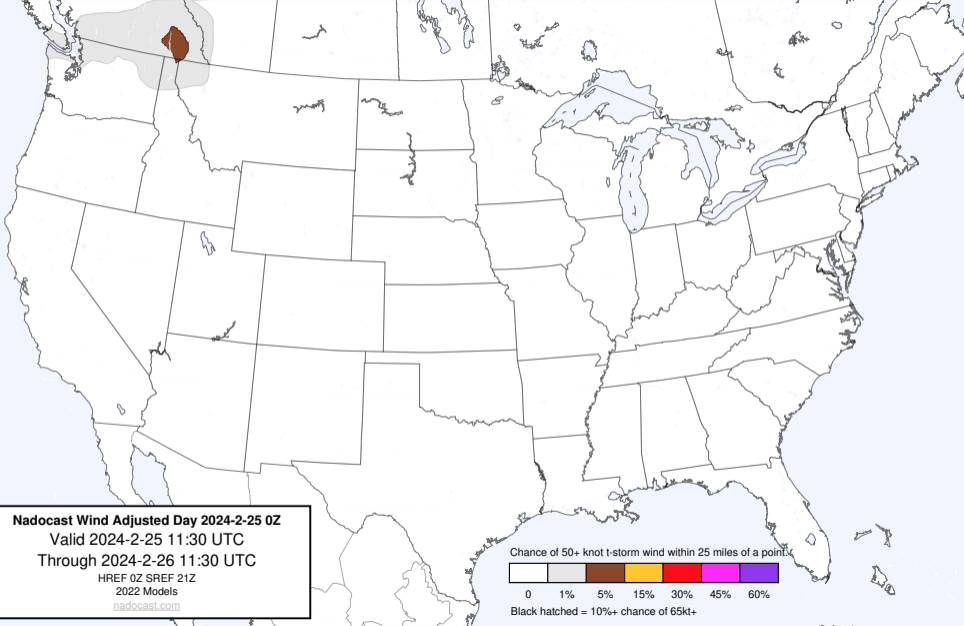 Nadocast Wind Adjusted Day 2024-2-25 0Z
Valid 2024-2-25 11:30 UTC
Through 2024-2-26 11:30 UTC
HREF 0Z SREF 21Z
2022 Models
nadocast.com
Chance of 50+ knot t-storm wind within 25 miles of a point.
0 1% 5% 15% 30% 45% 60%
Black hatched = 10%+ chance of 65kt+